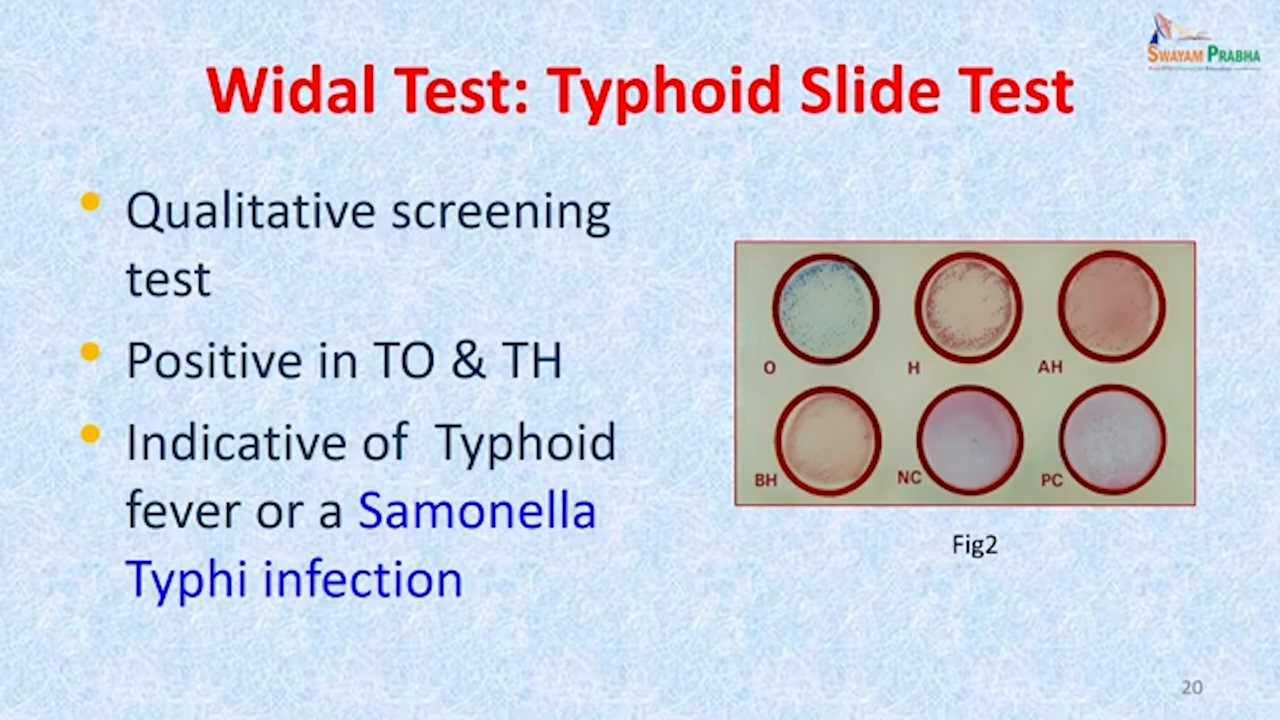 SWAYAM PRABHA
Widal Test: Typhoid Slide Test
• Qualitative screening
test
• Positive in TO & TH
• Indicative of Typhoid
fever or a Samonella
Typhi infection
O H AH
BH NC PC
Fig2
20